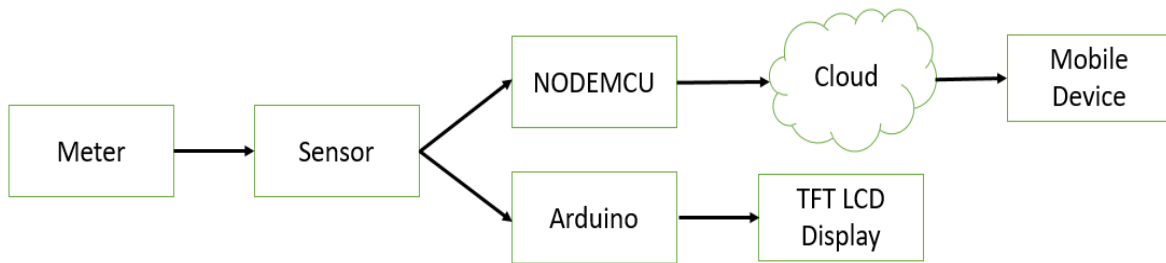 Meter
Sensor
NODEMCU
Cloud
Mobile
Device
Arduino
TFT LCD
Display